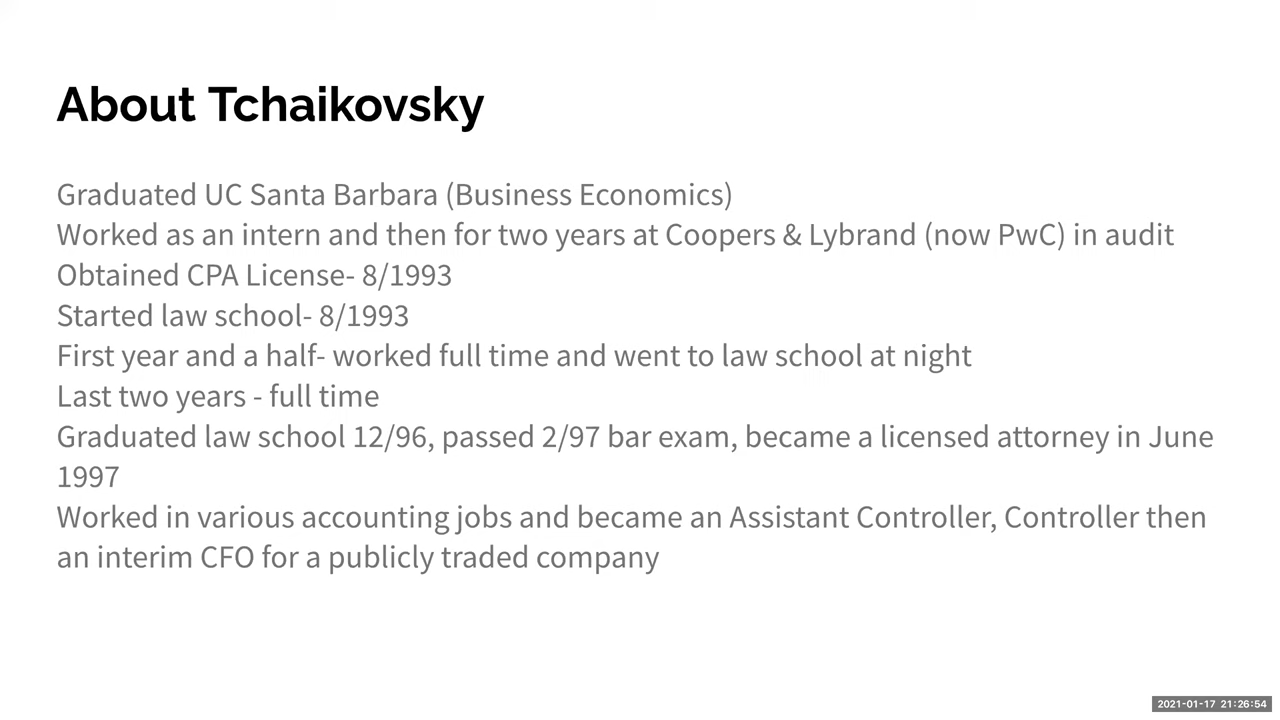 About Tchaikovsky
Graduated UC Santa Barbara (Business Economics)
Worked as an intern and then for two years at Coopers & Lybrand (now PwC) in audit
Obtained CPA License- 8/1993
Started law school- 8/1993
First year and a half- worked full time and went to law school at night
Last two years - full time
Graduated law school 12/96, passed 2/97 bar exam, became a licensed attorney in June
1997
Worked in various accounting jobs and became an Assistant Controller, Controller then
an interim CFO for a publicly traded company
2021-01-17 21:26:54